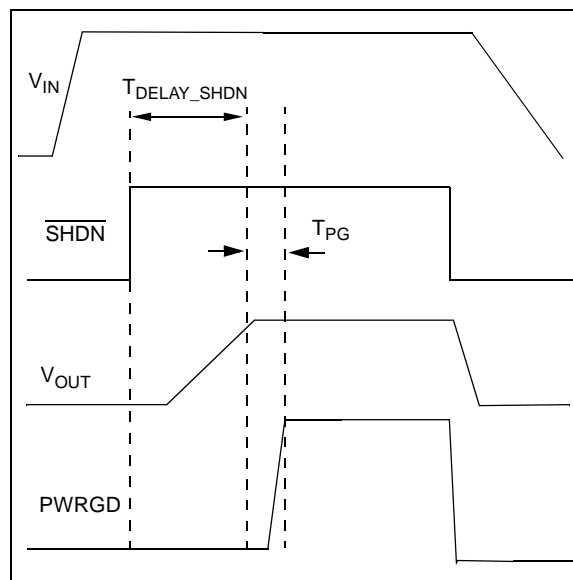 V_IN
T_DELAY_SHDN
SHDN
T_PG
V_OUT
PWRGD